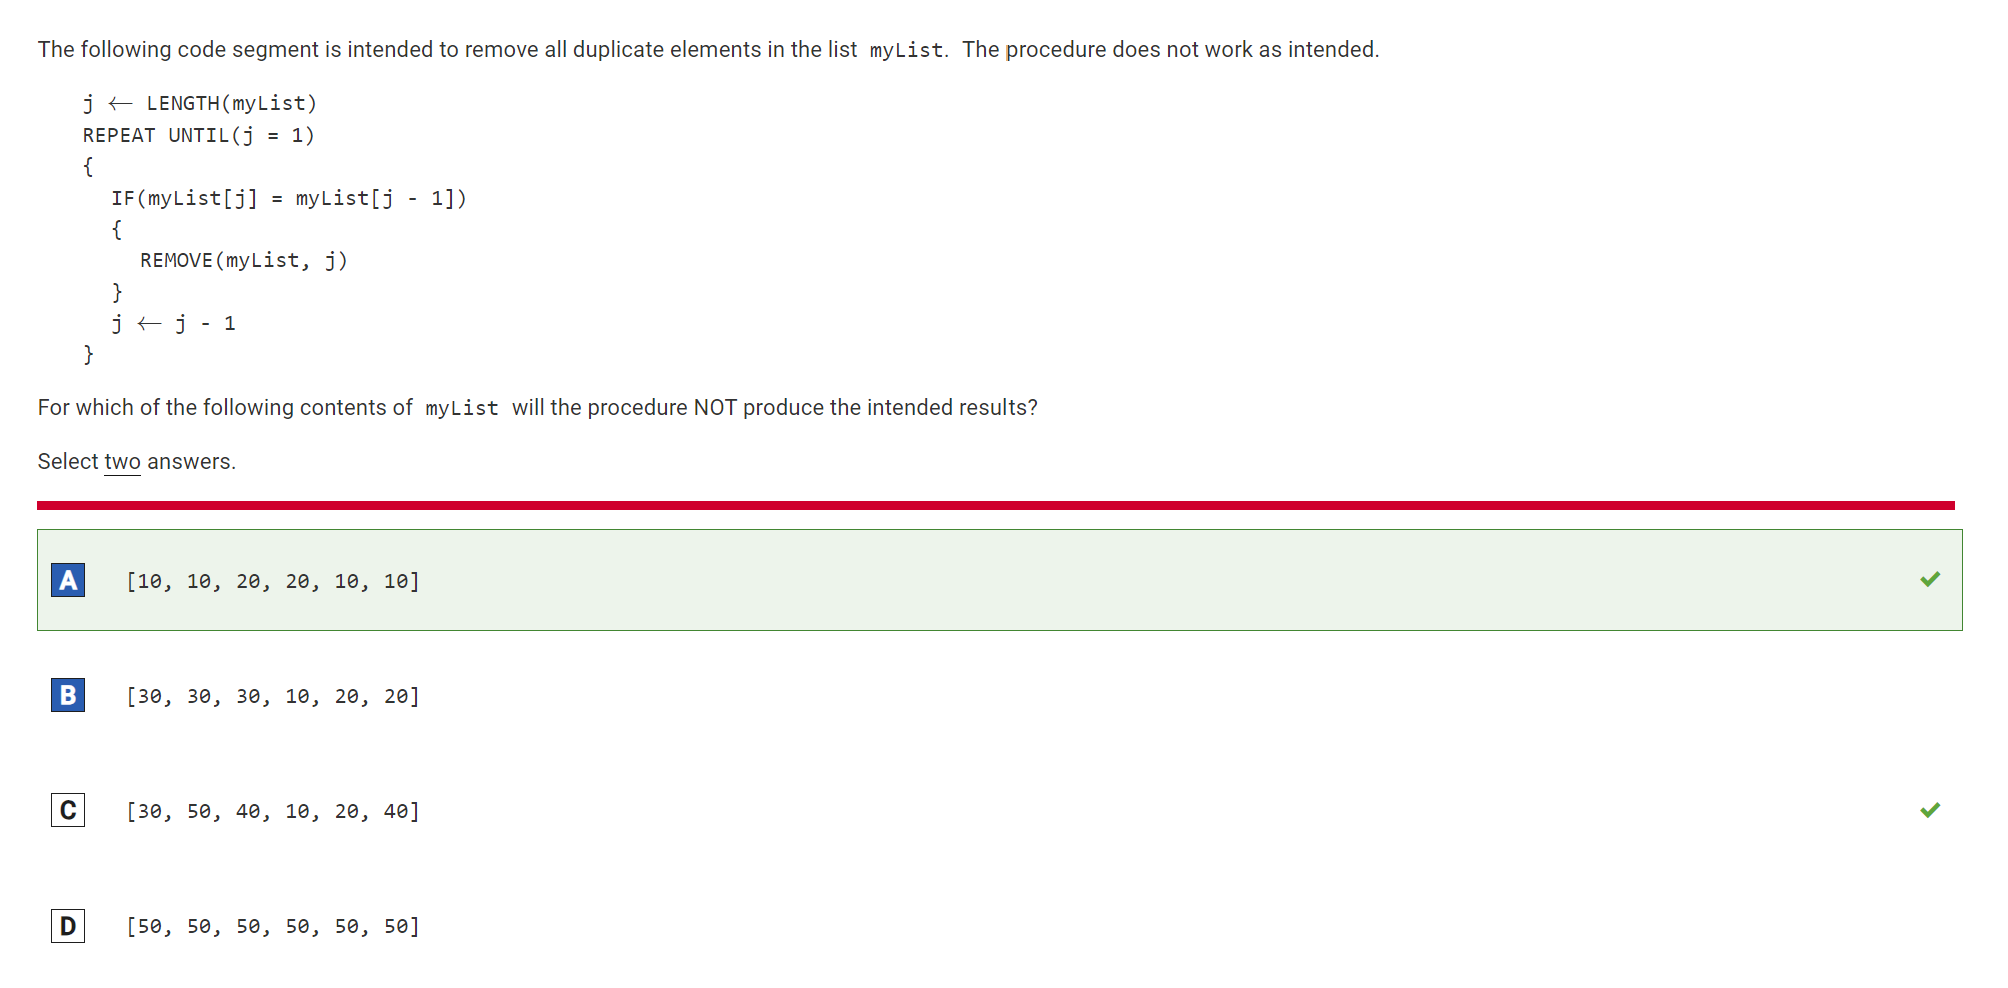 The following code segment is intended to remove all duplicate elements in the list myList. The procedure does not work as intended.
j ← LENGTH(myList)
REPEAT UNTIL(j = 1)
{
IF(myList[j] = myList[j - 1])
{
REMOVE(myList, j)
}
j ← j - 1
}
For which of the following contents of myList will the procedure NOT produce the intended results?
Select two answers.
A [10, 10, 20, 20, 10, 10]
B [30, 30, 30, 10, 20, 20]
C [30, 50, 40, 10, 20, 40]
D [50, 50, 50, 50, 50, 50]